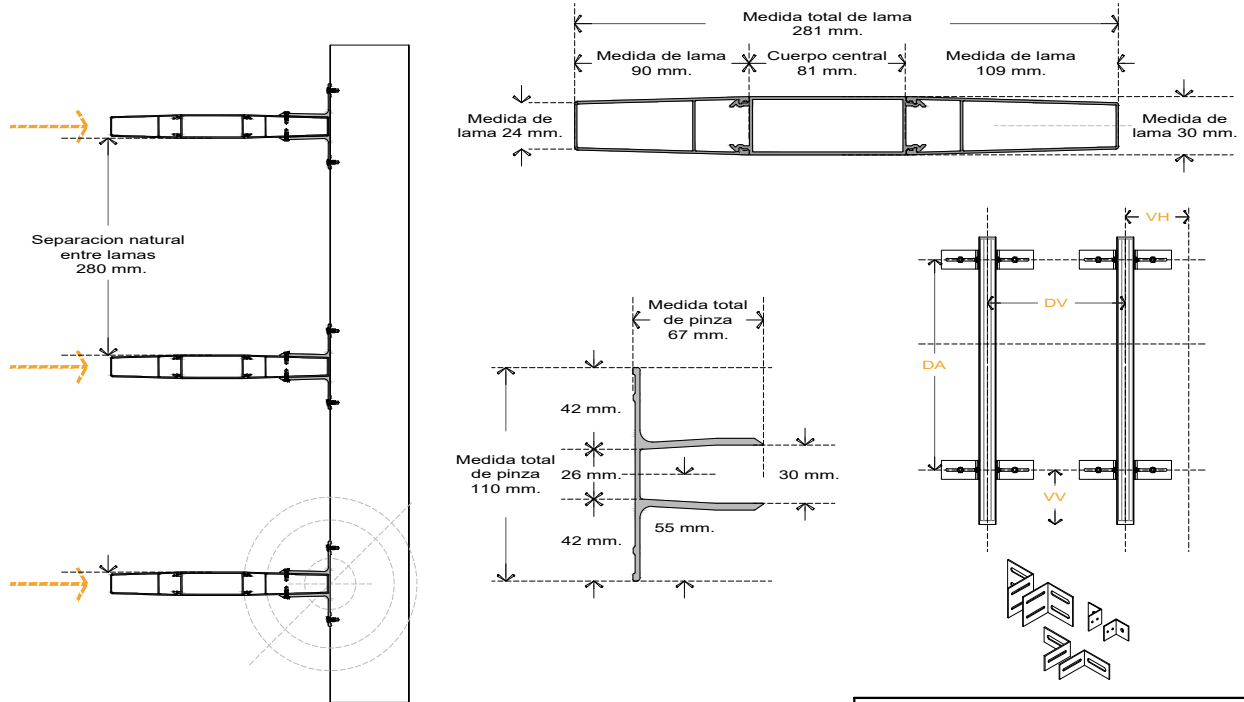 Medida total de lama
281 mm.
Medida de lama
90 mm.
Cuerpo central
81 mm.
Medida de lama
109 mm.
Medida de
lama 24 mm.
Medida de
lama 30 mm.
Separacion natural
entre lamas
280 mm.
Medida total
de pinza
67 mm.
42 mm.
Medida total
de pinza
110 mm.
26 mm.
30 mm.
55 mm.
42 mm.
VH
DV
DA
VV